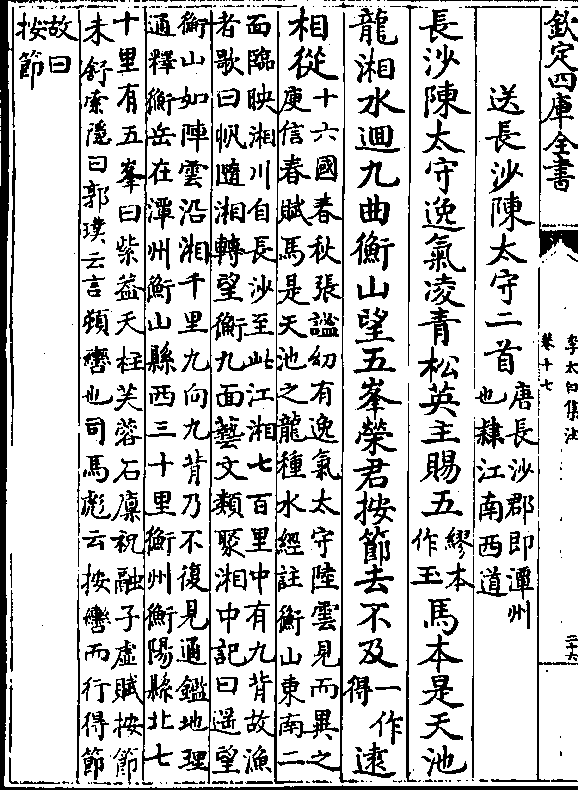 欽定四庫全書
李太白集注
卷十七
二十六
送長沙陳太守二首唐長沙郡即潭州
也隸江南西道
長沙陳太守逸氣凌青松英主賜五繆本
作玉馬本是天池
龍湘水迴九曲衡山望五峯榮君按節去不及一作
得逺
相從十六國春秋張謐幼有逸氣太守陸雲見而異之
庾信春賦馬是天池之龍種水經註衡山東南二
面臨映湘川自長沙至此江湘七百里中有九背故漁
者歌曰帆隨湘轉望衡九面藝文類聚湘中記曰遥望
衡山如陣雲沿湘千里九向九背乃不復見通鑑地理
通釋衡岳在潭州衡山縣西三十里衡州衡陽縣北七
十里有五峯曰紫葢天柱芙蓉石廩祝融子虛賦按節
未舒索隱曰郭璞云言頓轡也司馬彪云按轡而行得節
故曰
按節